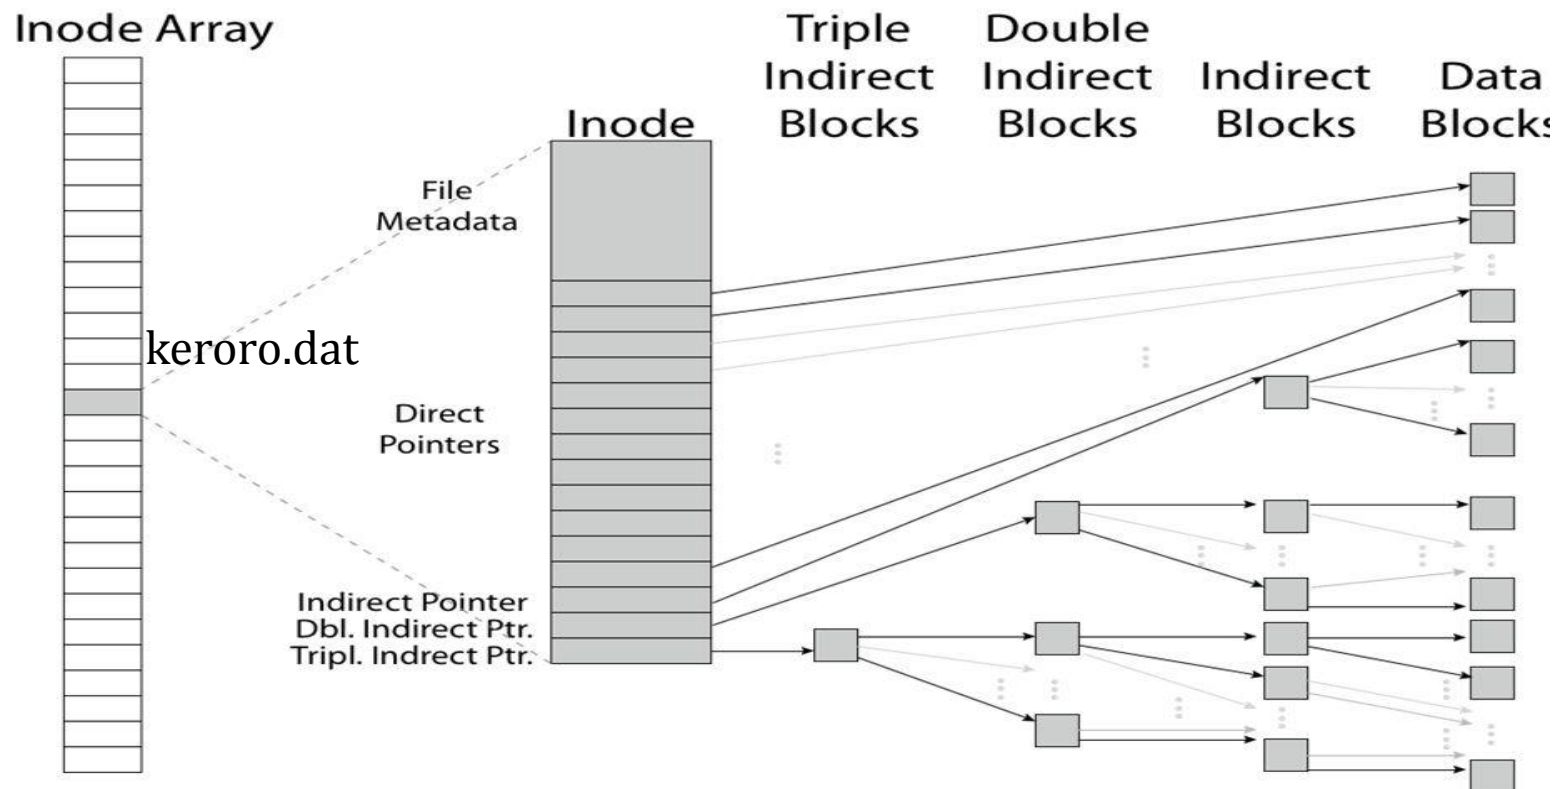 Inode Array
Triple
Indirect
Blocks
Double
Indirect
Blocks
Indirect
Blocks
Data
Blocks
Inode
File
Metadata
keroro.dat
Direct
Pointers
Indirect Pointer
Dbl. Indirect Ptr.
Tripl. Indrect Ptr.